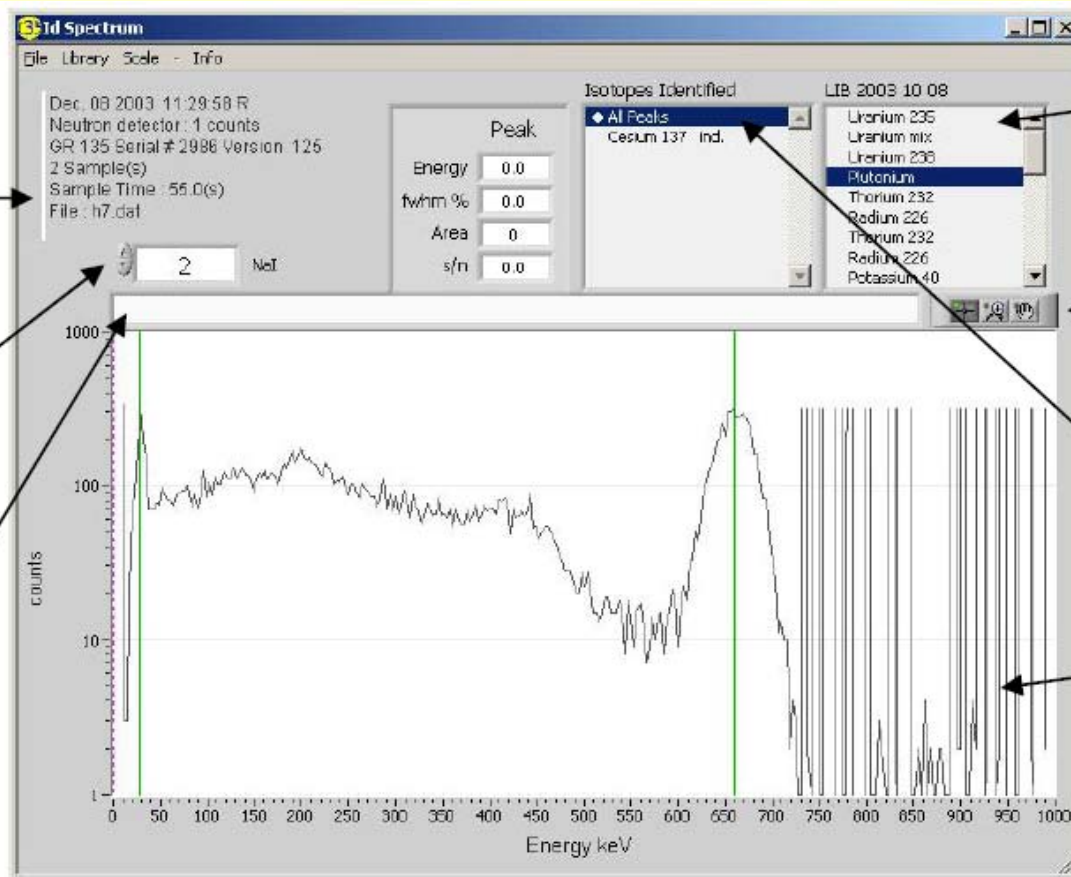 Id Spectrum
File Library Scale - Info
Dec. 08 2003 11:29:58 R
Neutron detector : 1 counts
GR 135 Serial # 2986 Version 125
2 Sample(s)
Sample Time : 55.0(s)
File : h7.dat
2 NaI
Peak
Energy 0.0
fwhm % 0.0
Area 0
s/n 0.0
Isotopes Identified
All Peaks
Cesium 137 ind.
LIB 2003 10 08
Uranium 235
Uranium mix
Uranium 238
Plutonium
Thorium 232
Radium 226
Thorium 232
Radium 226
Potassium 40
1000
100
10
1
counts
0 50 100 150 200 250 300 350 400 450 500 550 600 650 700 750 800 850 900 950 1000
Energy keV